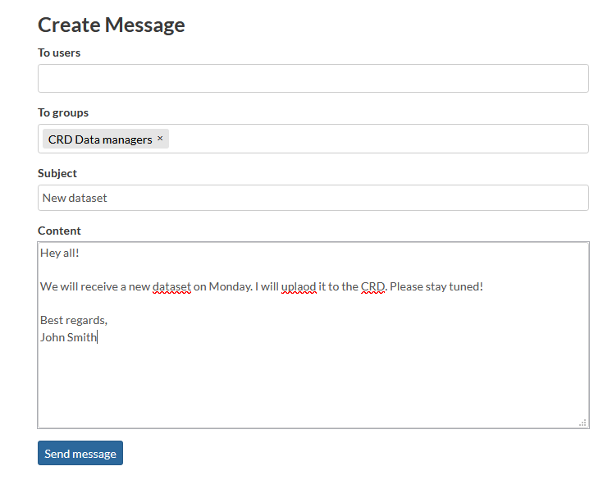 Create Message
To users
To groups
CRD Data managers ×
Subject
New dataset
Content
Hey all!
We will receive a new dataset on Monday. I will uplaod it to the CRD. Please stay tuned!
Best regards,
John Smith
Send message